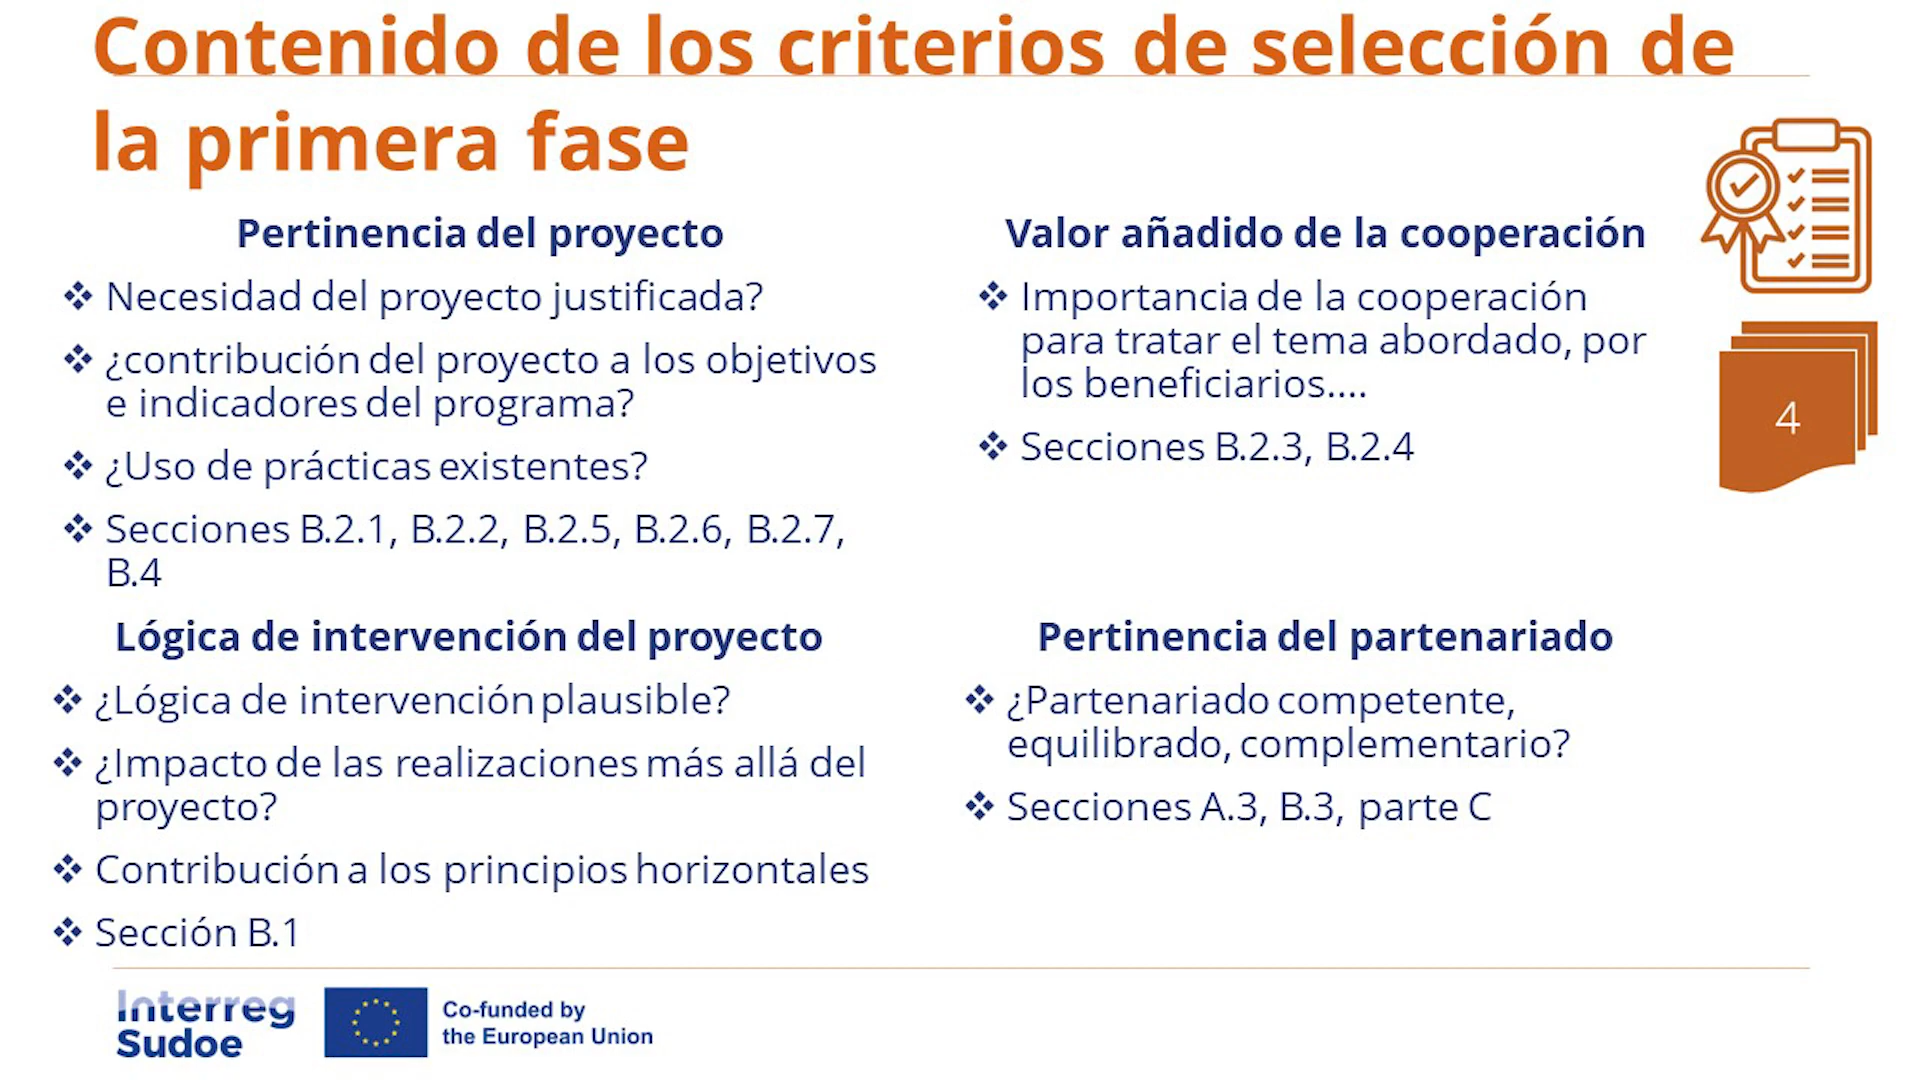 Contenido de los criterios de selección de
la primera fase
Pertinencia del proyecto
❖ Necesidad del proyecto justificada?
❖ ¿contribución del proyecto a los objetivos
e indicadores del programa?
❖ ¿Uso de prácticas existentes?
❖ Secciones B.2.1, B.2.2, B.2.5, B.2.6, B.2.7,
B.4
Valor añadido de la cooperación
❖ Importancia de la cooperación
para tratar el tema abordado, por
los beneficiarios....
❖ Secciones B.2.3, B.2.4
4
Lógica de intervención del proyecto
❖ ¿Lógica de intervención plausible?
❖ ¿Impacto de las realizaciones más allá del
proyecto?
❖ Contribución a los principios horizontales
❖ Sección B.1
Pertinencia del partenariado
❖ ¿Partenariado competente,
equilibrado, complementario?
❖ Secciones A.3, B.3, parte C
Interreg
Sudoe
Co-funded by
the European Union